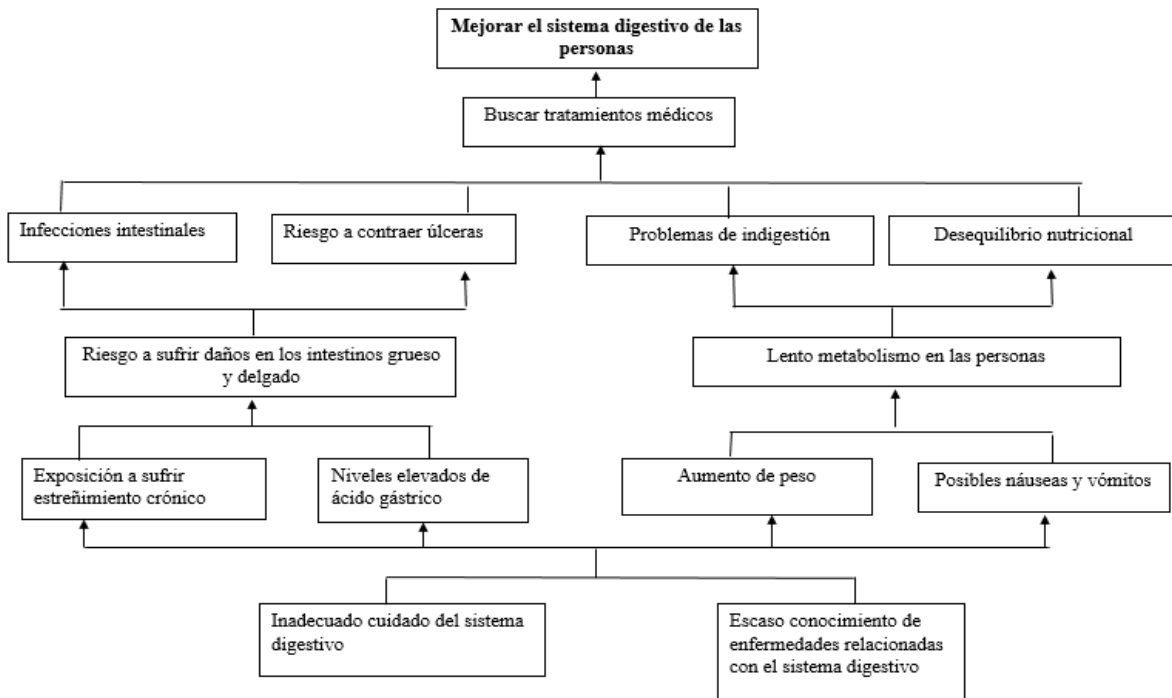 Mejorar el sistema digestivo de las
personas
Buscar tratamientos médicos
Infecciones intestinales
Riesgo a contraer úlceras
Problemas de indigestión
Desequilibrio nutricional
Riesgo a sufrir daños en los intestinos grueso
y delgado
Lento metabolismo en las personas
Exposición a sufrir
estreñimiento crónico
Niveles elevados de
ácido gástrico
Aumento de peso
Posibles náuseas y vómitos
Inadecuado cuidado del sistema
digestivo
Escaso conocimiento de
enfermedades relacionadas
con el sistema digestivo